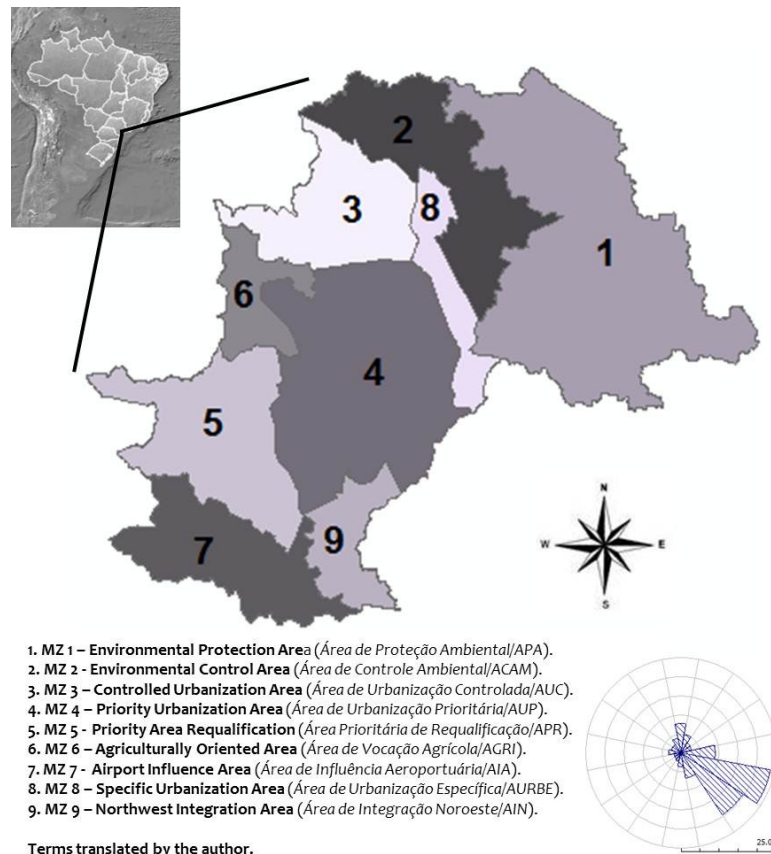 2
3
8
1
6
4
5
9
7
N
W
E
S
1. MZ 1 – Environmental Protection Area (Área de Proteção Ambiental/APA).
2. MZ 2 - Environmental Control Area (Área de Controle Ambiental/ACAM).
3. MZ 3 – Controlled Urbanization Area (Área de Urbanização Controlada/AUC).
4. MZ 4 – Priority Urbanization Area (Área de Urbanização Prioritária/AUP).
5. MZ 5 - Priority Area Requalification (Área Prioritária de Requalificação/APR).
6. MZ 6 – Agriculturally Oriented Area (Área de Vocação Agrícola/AGRI).
7. MZ 7 - Airport Influence Area (Área de Influência Aeroportuária/AIA).
8. MZ 8 – Specific Urbanization Area (Área de Urbanização Específica/AURBE).
9. MZ 9 – Northwest Integration Area (Área de Integração Noroeste/AIN).
Terms translated by the author.